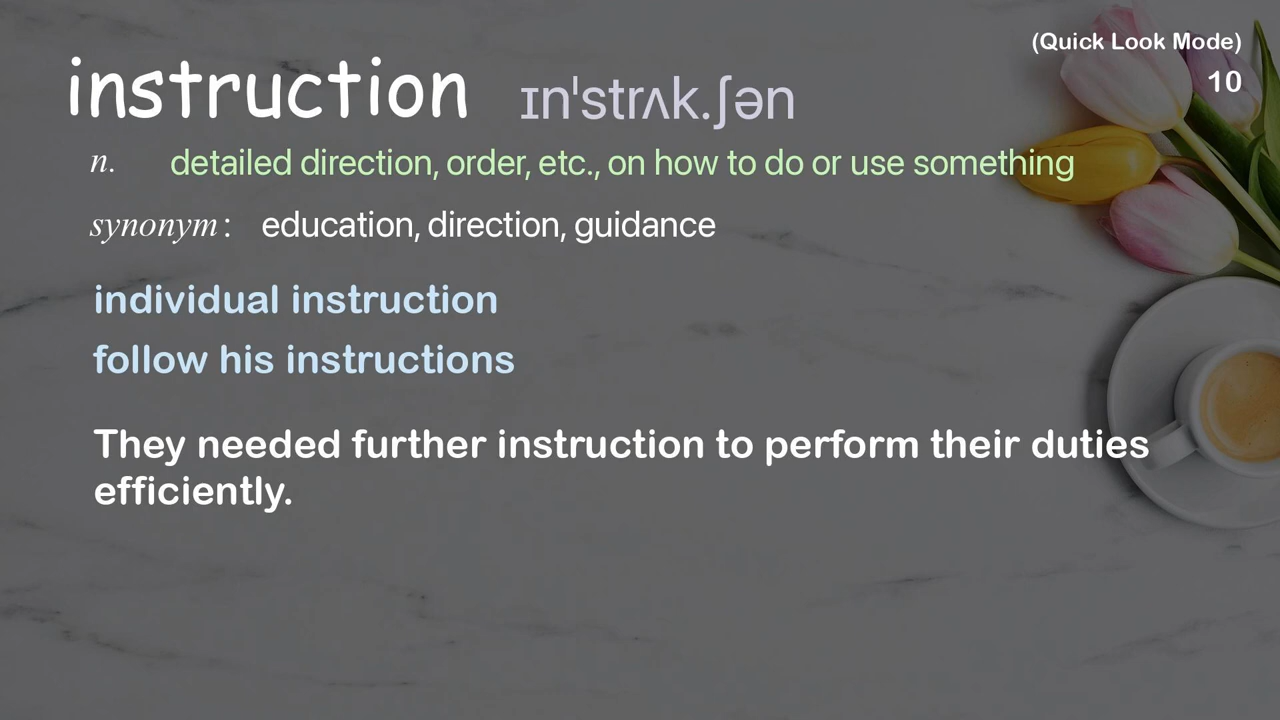 (Quick Look Mode)
10
instruction ɪnˈstrʌk.ʃən
n. detailed direction, order, etc., on how to do or use something
synonym: education, direction, guidance
individual instruction
follow his instructions
They needed further instruction to perform their duties
efficiently.